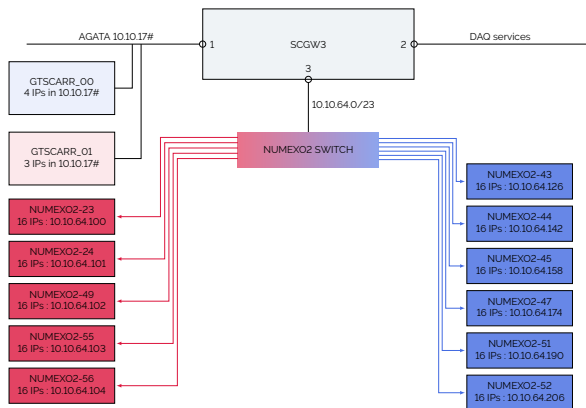 AGATA 10.10.17#
1
SCGW3
2
DAQ services
3
GTSCARR_00
4 IPs in 10.10.17#
10.10.64.0/23
GTSCARR_01
3 IPs in 10.10.17#
NUMEXO2 SWITCH
NUMEXO2-23
16 IPs : 10.10.64.100
NUMEXO2-24
16 IPs : 10.10.64.101
NUMEXO2-49
16 IPs : 10.10.64.102
NUMEXO2-55
16 IPs : 10.10.64.103
NUMEXO2-56
16 IPs : 10.10.64.104
NUMEXO2-43
16 IPs : 10.10.64.126
NUMEXO2-44
16 IPs : 10.10.64.142
NUMEXO2-45
16 IPs : 10.10.64.158
NUMEXO2-47
16 IPs : 10.10.64.174
NUMEXO2-51
16 IPs : 10.10.64.190
NUMEXO2-52
16 IPs : 10.10.64.206